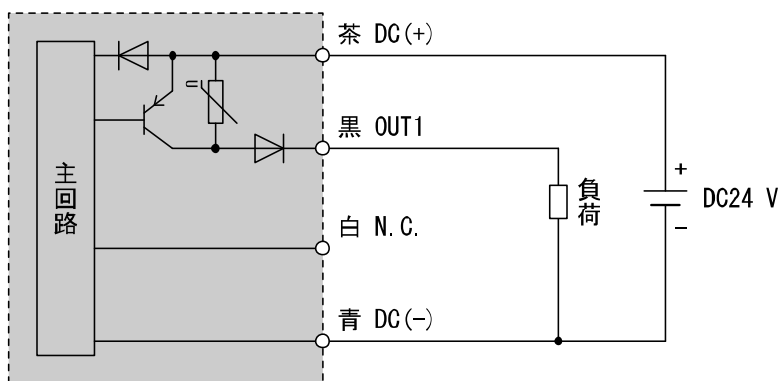 茶 DC(+)
黒 OUT1
主回路
U
負荷
+
DC24 V
-
白 N.C.
青 DC(-)